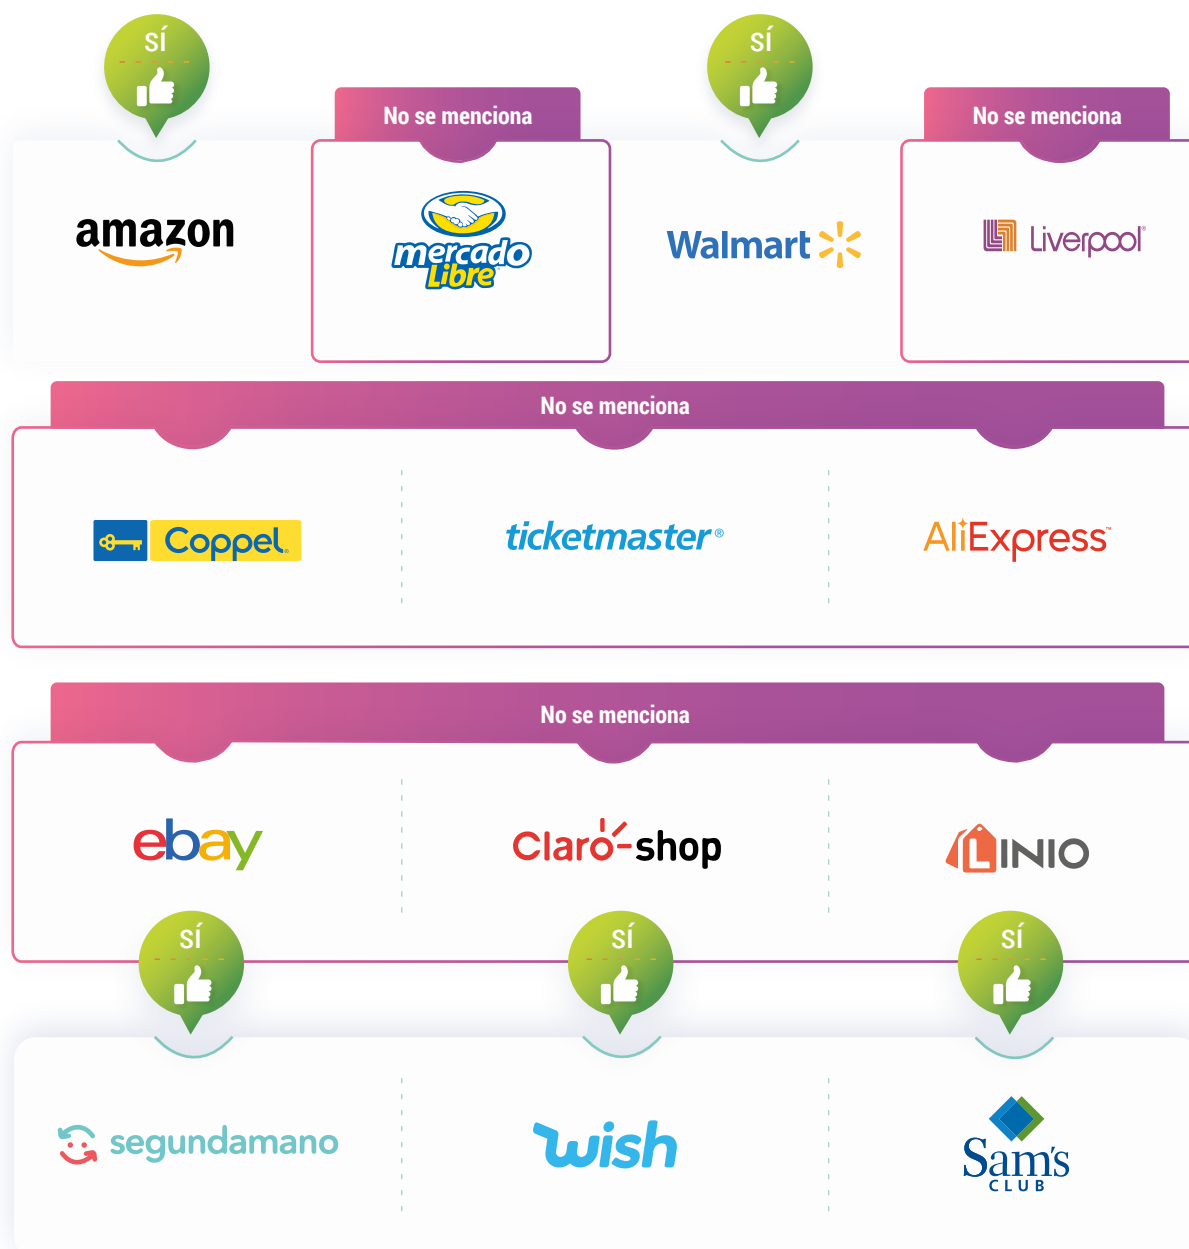 SÍ
No se menciona
SÍ
No se menciona
amazon
mercado
Libre
Walmart
Liverpool®
No se menciona
Coppel®
ticketmaster®
AliExpress™
No se menciona
ebay
Claro-shop
LINIO
SÍ
SÍ
SÍ
segundamano
wish
Sam's
CLUB